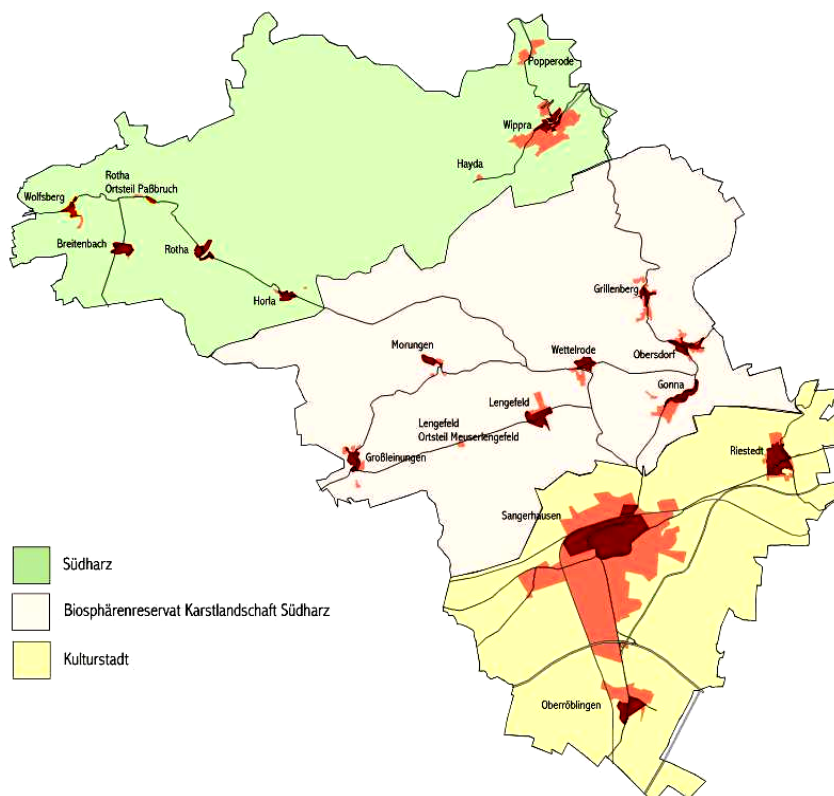 Popperode
Wippra
Hayda
Rotha
Ortsteil Paßbruch
Wolfsberg
Breitenbach
Rotha
Horla
Grillenberg
Morungen
Wettelrode
Obersdorf
Gonna
Lengefeld
Lengefeld
Ortsteil Meuserlengefeld
Großleinungen
Riestedt
Sangerhausen
Südharz
Biosphärenreservat Karstlandschaft Südharz
Kulturstadt
Oberröblingen